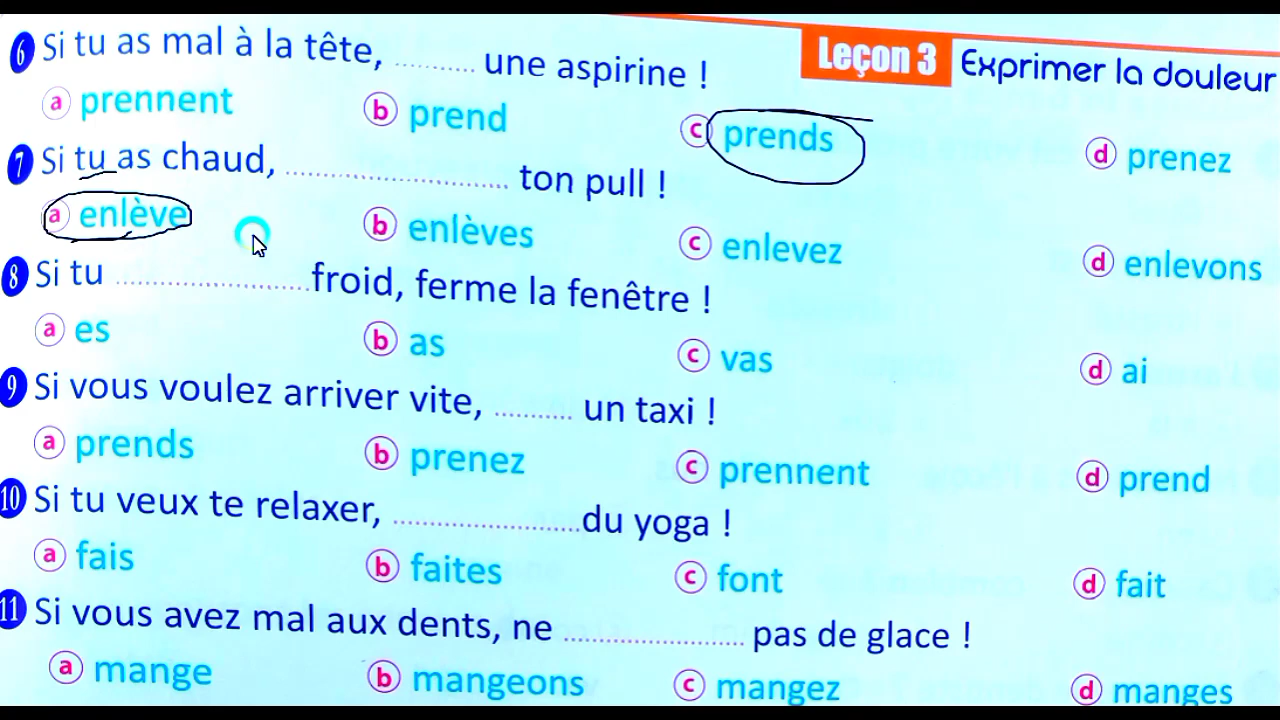 Leçon 3 Exprimer la douleur
6 Si tu as mal à la tête, .......... une aspirine !
a prennent b prend c prends d prenez
7 Si tu as chaud, .............................. ton pull !
a enlève b enlèves c enlevez d enlevons
8 Si tu .......................... froid, ferme la fenêtre !
a es b as c vas d ai
9 Si vous voulez arriver vite, .......... un taxi !
a prends b prenez c prennent d prend
10 Si tu veux te relaxer, ......................... du yoga !
a fais b faites c font d fait
11 Si vous avez mal aux dents, ne ........................ pas de glace !
a mange b mangeons c mangez d manges